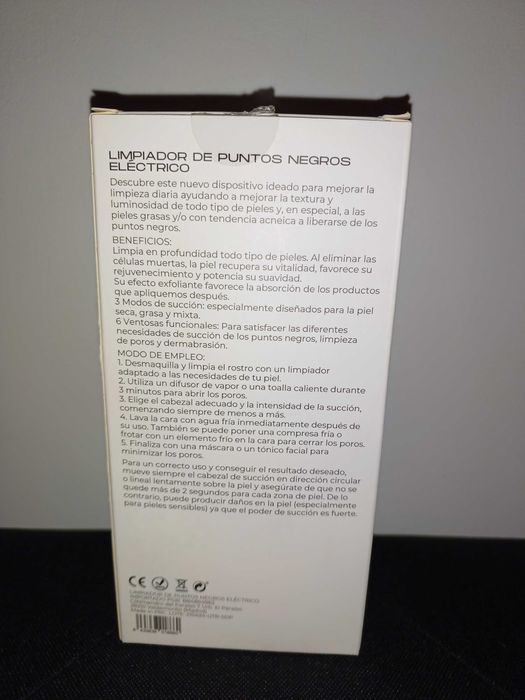 LIMPIADOR DE PUNTOS NEGROS
ELÉCTRICO
Descubre este nuevo dispositivo ideado para mejorar la
limpieza diaria ayudando a mejorar la textura y
luminosidad de todo tipo de pieles y, en especial, a las
pieles grasas y/o con tendencia acneica a liberarse de los
puntos negros.
BENEFICIOS:
Limpia en profundidad todo tipo de pieles. Al eliminar las
células muertas, la piel recupera su vitalidad, favorece su
rejuvenecimiento y potencia su suavidad.
Su efecto exfoliante favorece la absorción de los productos
que apliquemos después.
3 Modos de succión: especialmente diseñados para la piel
seca, grasa y mixta.
6 Ventosas funcionales: Para satisfacer las diferentes
necesidades de succión de los puntos negros, limpieza
de poros y dermabrasión.
MODO DE EMPLEO:
1. Desmaquilla y limpia el rostro con un limpiador
adaptado a las necesidades de tu piel.
2. Utiliza un difusor de vapor o una toalla caliente durante
3 minutos para abrir los poros.
3. Elige el cabezal adecuado y la intensidad de la succión,
comenzando siempre de menos a más.
4. Lava la cara con agua fría inmediatamente después de
su uso. También se puede poner una compresa fría o
frotar con un elemento frío en la cara para cerrar los poros.
5. Finaliza con una máscara o un tónico facial para
minimizar los poros.
Para un correcto uso y conseguir el resultado deseado,
mueve siempre el cabezal de succión en dirección circular
o lineal lentamente sobre la piel y asegúrate de que no se
quede más de 2 segundos para cada zona de piel. De lo
contrario, puede producir daños en la piel (especialmente
para pieles sensibles) ya que el poder de succión es fuerte.
CE
LIMPIADOR DE PUNTOS NEGROS ELÉCTRICO
IMPORTADO POR